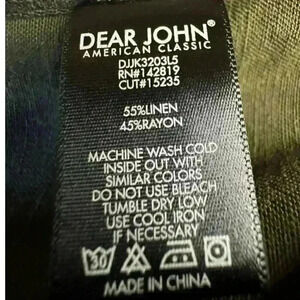 DEAR JOHN
AMERICAN CLASSIC
DJJK3203L5
RN#142819
CUT#15235
55%LINEN
45%RAYON
MACHINE WASH COLD
INSIDE OUT WITH
SIMILAR COLORS
DO NOT USE BLEACH
TUMBLE DRY LOW
USE COOL IRON
IF NECESSARY
MADE IN CHINA